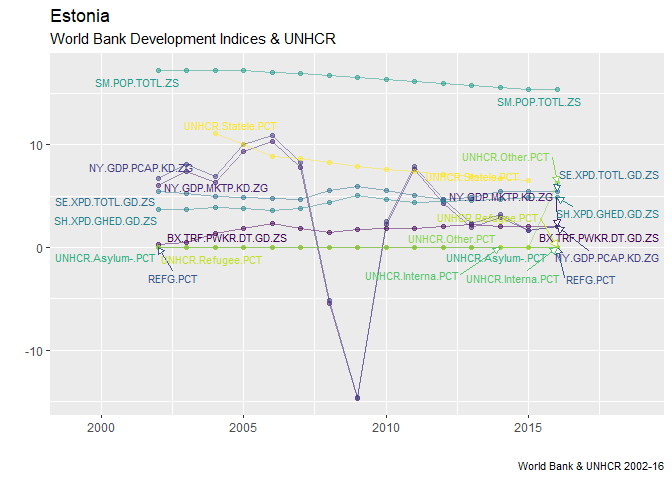 Estonia
World Bank Development Indices & UNHCR
SM.POP.TOTL.ZS
SM.POP.TOTL.ZS
UNHCR.Statele.PCT
10
UNHCR.Other.PCT
NY.GDP.PCAP.KD.ZG
UNHCR.Statele.PCT
SE.XPD.TOTL.GD.ZS
NY.GDP.MKTP.KD.ZG
NY.GDP.MKTP.KD.ZG
SE.XPD.TOTL.GD.ZS
SH.XPD.GHED.GD.ZS
UNHCR.Refugee.PCT
SH.XPD.GHED.GD.ZS
BX.TRF.PWKR.DT.GD.ZS
UNHCR.Other.PCT
BX.TRF.PWKR.DT.GD.ZS
0
UNHCR.Asylum-.PCT
UNHCR.Refugee.PCT
UNHCR.Asylum-.PCT
NY.GDP.PCAP.KD.ZG
REFG.PCT
UNHCR.Interna.PCT
UNHCR.Interna.PCT
REFG.PCT
-10
2000
2005
2010
2015
World Bank & UNHCR 2002-16